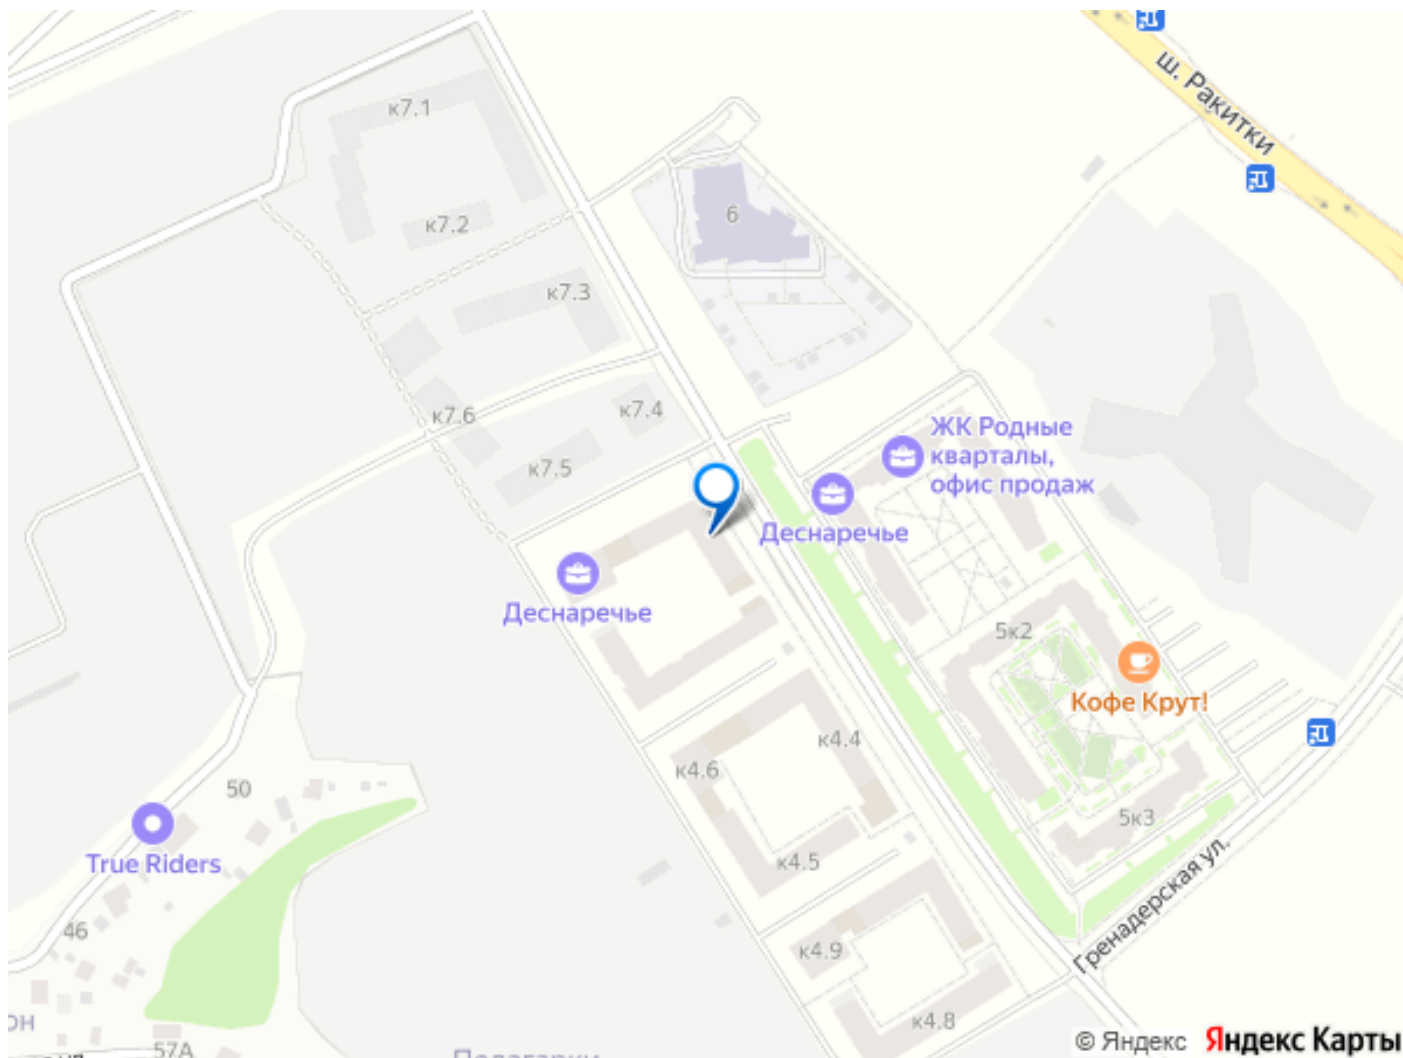 ш. Ракитки
к7.1
6
к7.2
к7.3
к7.4
к7.6
к7.5
ЖК Родные
кварталы,
офис продаж
Деснаречье
Деснаречье
5к2
Кофе Крут!
к4.4
к4.6
50
5к3
True Riders
к4.5
Гренадерская ул.
46
к4.9
к4.8
57А
© Яндекс Яндекс Карты